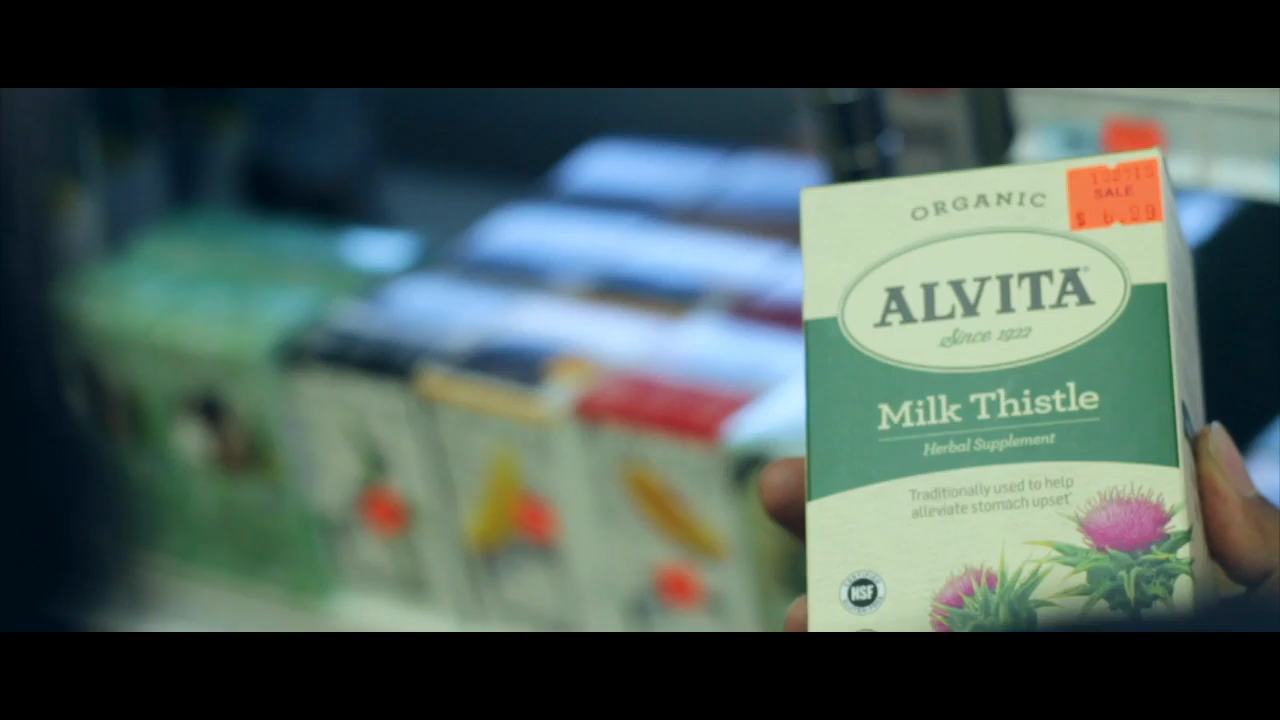 ORGANIC
SALE
ALVITA
Since 1922
Milk Thistle
Herbal Supplement
Traditionally used to help
alleviate stomach upset*
NSF